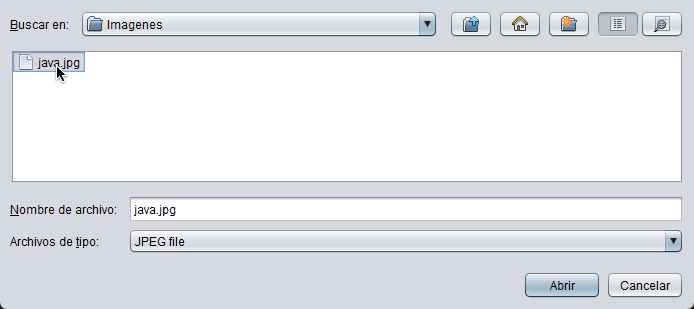 Buscar en: Imagenes
java.jpg
Nombre de archivo: java.jpg
Archivos de tipo: JPEG file
Abrir Cancelar